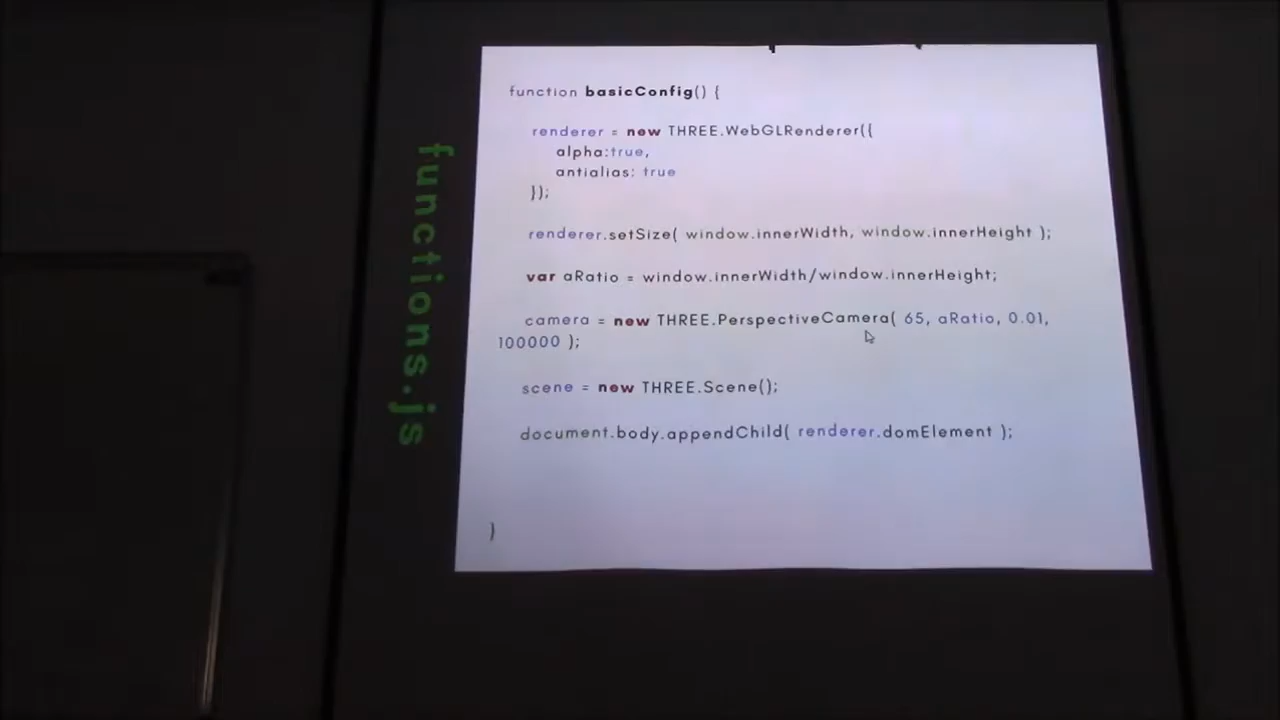 functions.js
function basicConfig() {
renderer = new THREE.WebGLRenderer({
alpha:true,
antialias: true
});
renderer.setSize( window.innerWidth, window.innerHeight );
var aRatio = window.innerWidth/window.innerHeight;
camera = new THREE.PerspectiveCamera( 65, aRatio, 0.01,
100000 );
scene = new THREE.Scene();
document.body.appendChild( renderer.domElement );
}